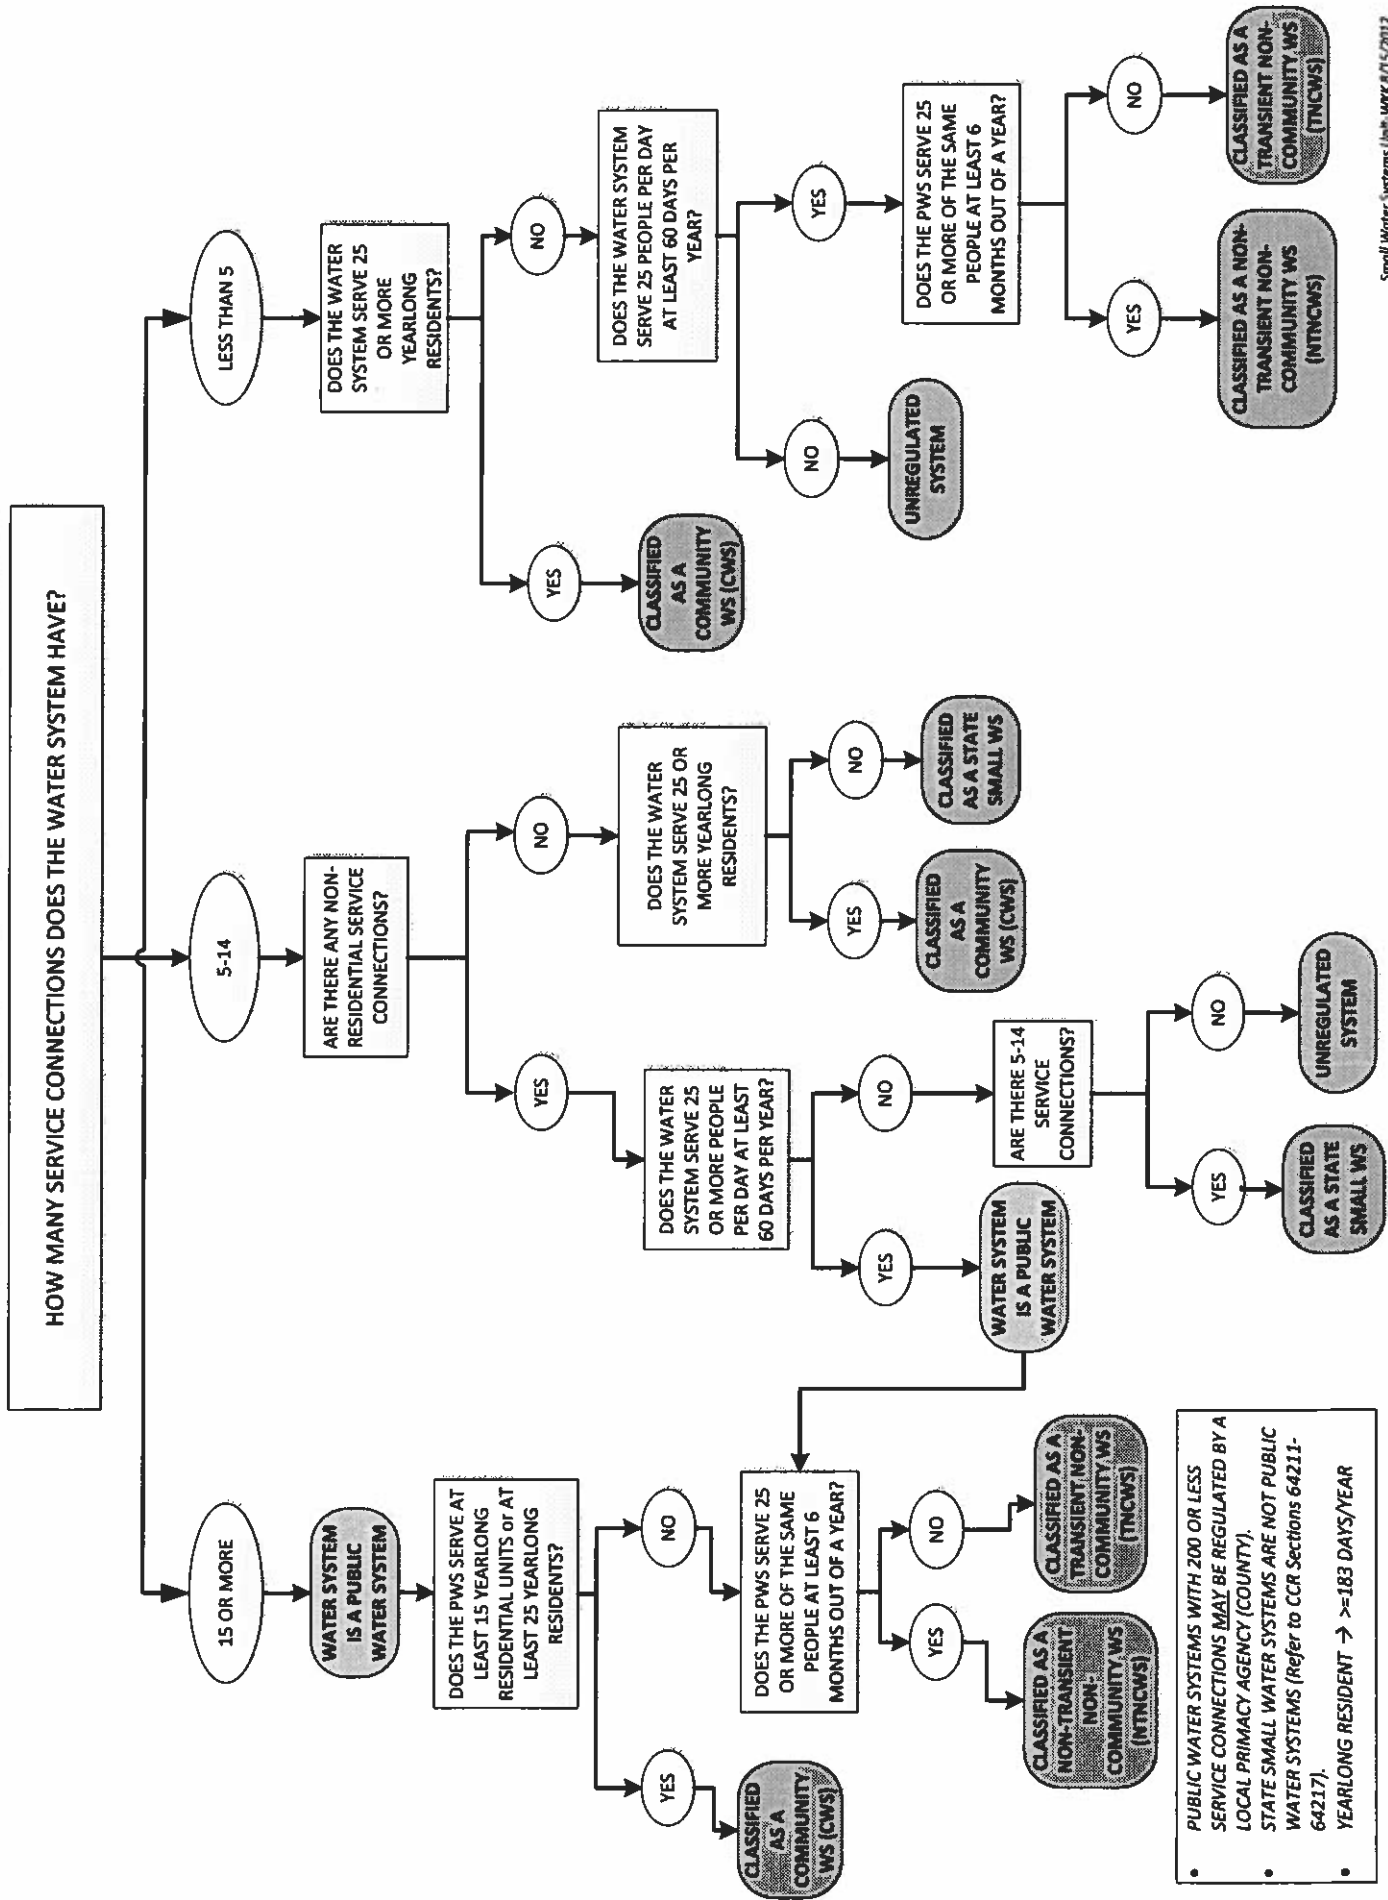 HOW MANY SERVICE CONNECTIONS DOES THE WATER SYSTEM HAVE?
15 OR MORE
WATER SYSTEM
IS A PUBLIC
WATER SYSTEM
DOES THE PWS SERVE AT
LEAST 15 YEARLONG
RESIDENTIAL UNITS or AT
LEAST 25 YEARLONG
RESIDENTS?
YES
CLASSIFIED
AS A
COMMUNITY
WS (CWS)
NO
DOES THE PWS SERVE 25
OR MORE OF THE SAME
PEOPLE AT LEAST 6
MONTHS OUT OF A YEAR?
YES
CLASSIFIED AS A
NON-TRANSIENT
NON-
COMMUNITY WS
(NTNCWS)
NO
CLASSIFIED AS A
TRANSIENT NON-
COMMUNITY WS
(TNCWS)
5-14
ARE THERE ANY NON-
RESIDENTIAL SERVICE
CONNECTIONS?
YES
DOES THE WATER
SYSTEM SERVE 25
OR MORE PEOPLE
PER DAY AT LEAST
60 DAYS PER YEAR?
YES
WATER SYSTEM
IS A PUBLIC
WATER SYSTEM
NO
ARE THERE 5-14
SERVICE
CONNECTIONS?
YES
CLASSIFIED
AS A STATE
SMALL WS
NO
UNREGULATED
SYSTEM
NO
DOES THE WATER
SYSTEM SERVE 25 OR
MORE YEARLONG
RESIDENTS?
YES
CLASSIFIED
AS A
COMMUNITY
WS (CWS)
NO
CLASSIFIED
AS A STATE
SMALL WS
LESS THAN 5
DOES THE WATER
SYSTEM SERVE 25
OR MORE
YEARLONG
RESIDENTS?
YES
CLASSIFIED
AS A
COMMUNITY
WS (CWS)
NO
DOES THE WATER SYSTEM
SERVE 25 PEOPLE PER DAY
AT LEAST 60 DAYS PER
YEAR?
NO
UNREGULATED
SYSTEM
YES
DOES THE PWS SERVE 25
OR MORE OF THE SAME
PEOPLE AT LEAST 6
MONTHS OUT OF A YEAR?
YES
CLASSIFIED AS A NON-
TRANSIENT NON-
COMMUNITY WS
(NTNCWS)
NO
CLASSIFIED AS A
TRANSIENT NON-
COMMUNITY WS
(TNCWS)
• PUBLIC WATER SYSTEMS WITH 200 OR LESS
SERVICE CONNECTIONS MAY BE REGULATED BY A
LOCAL PRIMACY AGENCY (COUNTY).
• STATE SMALL WATER SYSTEMS ARE NOT PUBLIC
WATER SYSTEMS (Refer to CCR Sections 64211-
64217).
• YEARLONG RESIDENT → >=183 DAYS/YEAR
Small Water Systems Unit: WKK 8/15/2012